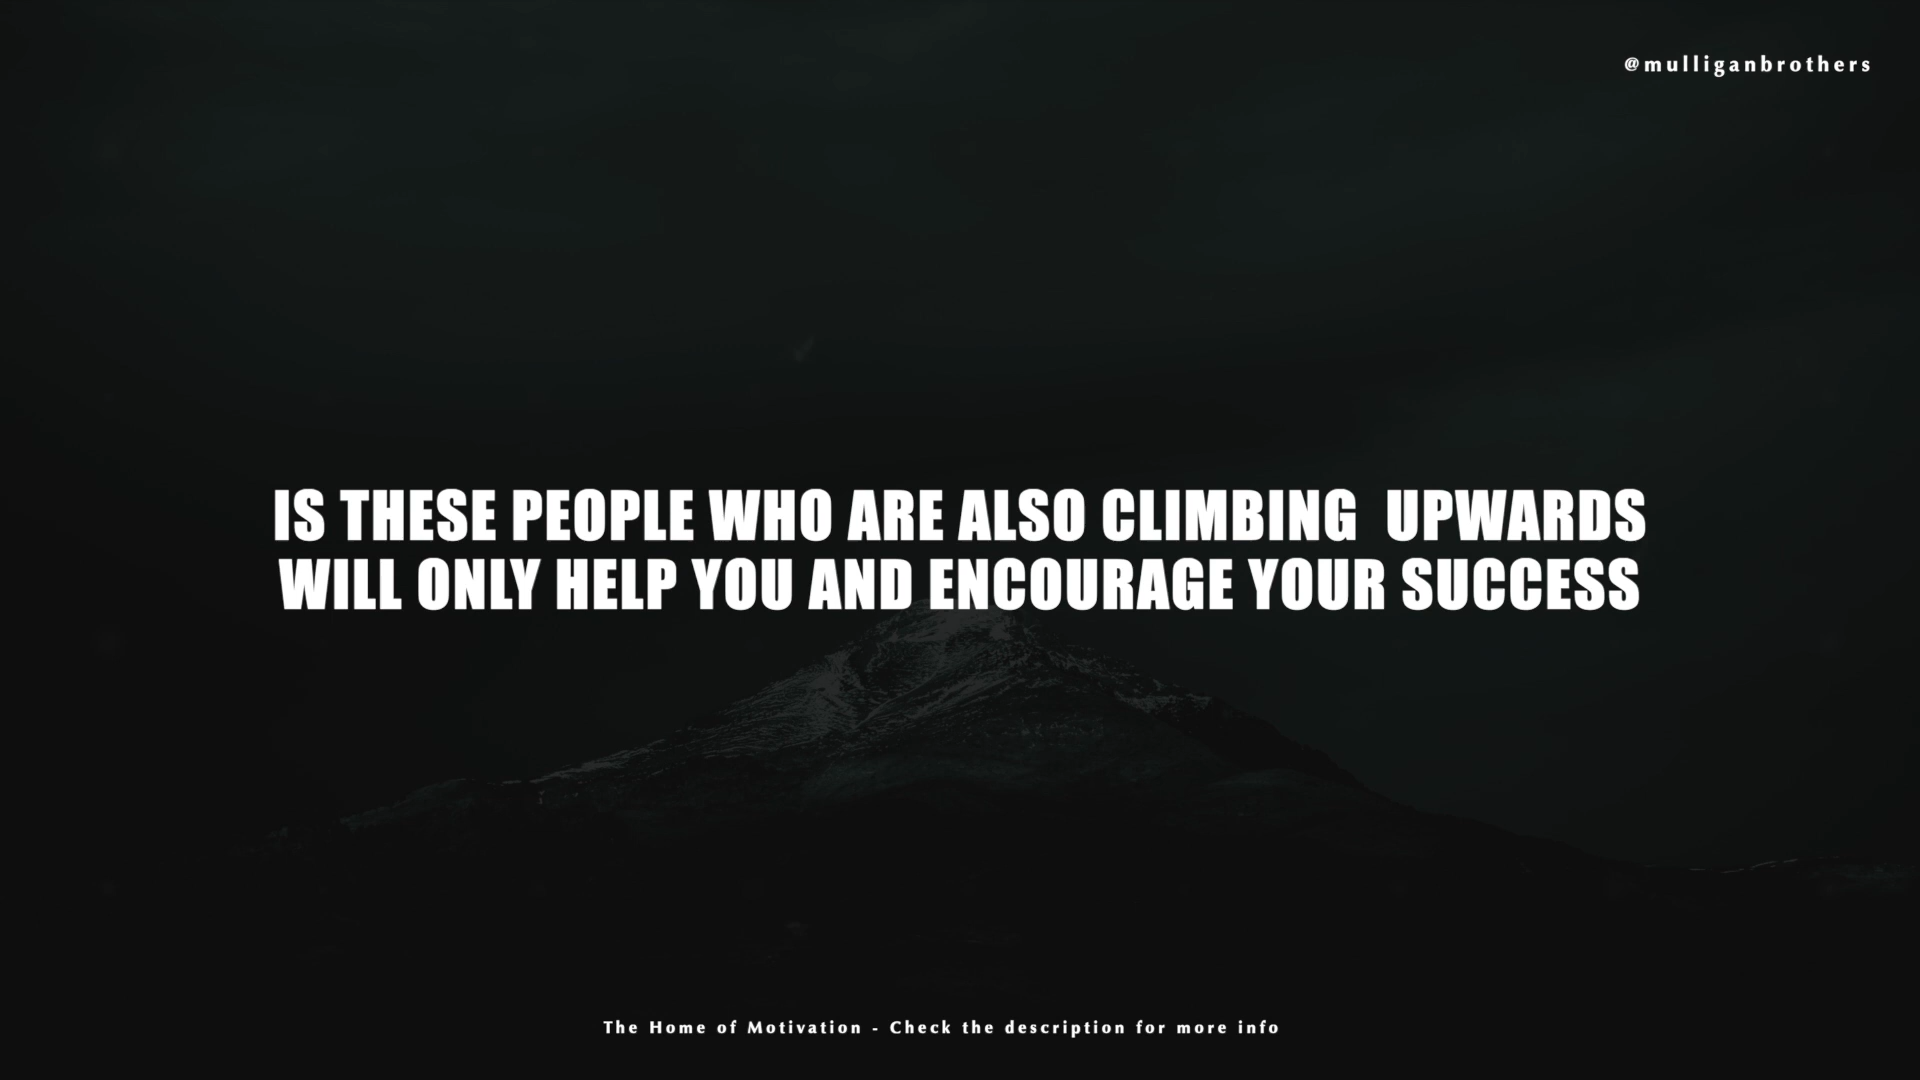 @mulliganbrothers
IS THESE PEOPLE WHO ARE ALSO CLIMBING  UPWARDS
WILL ONLY HELP YOU AND ENCOURAGE YOUR SUCCESS
The Home of Motivation - Check the description for more info